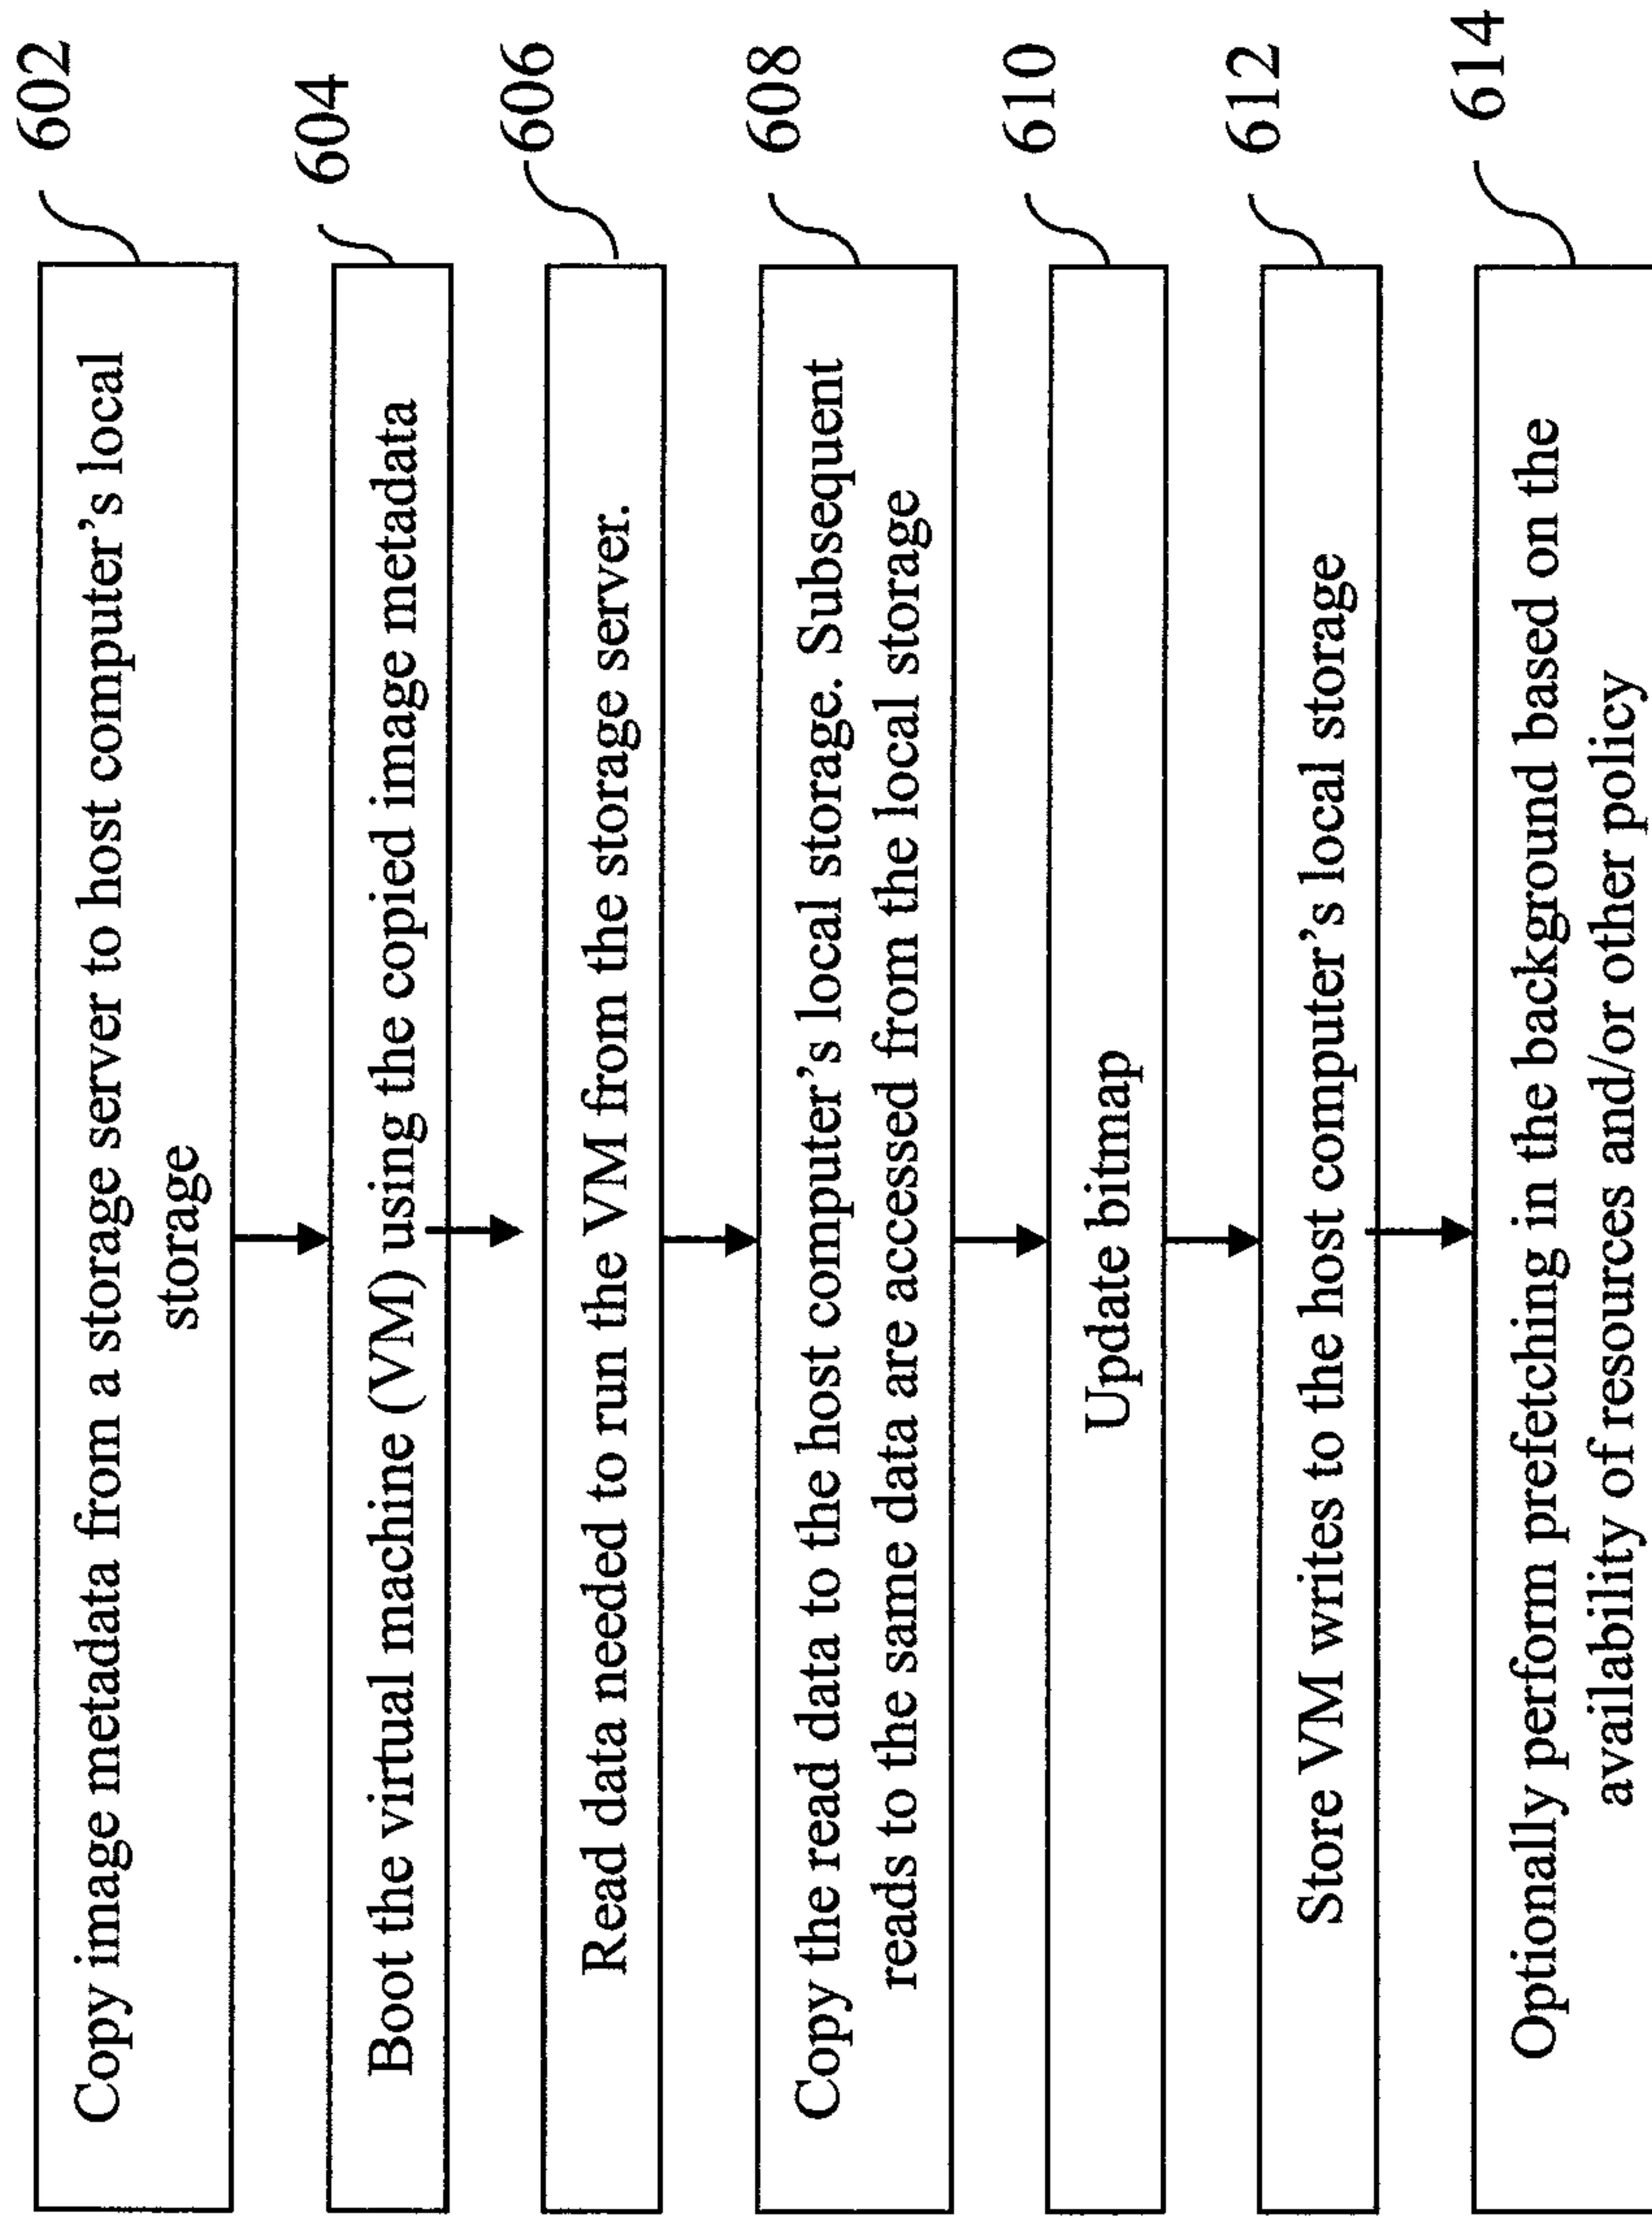 Copy image metadata from a storage server to host computer's local
storage
602
Boot the virtual machine (VM) using the copied image metadata
604
Read data needed to run the VM from the storage server.
606
Copy the read data to the host computer's local storage. Subsequent
reads to the same data are accessed from the local storage
608
Update bitmap
610
Store VM writes to the host computer's local storage
612
Optionally perform prefetching in the background based on the
availability of resources and/or other policy
614